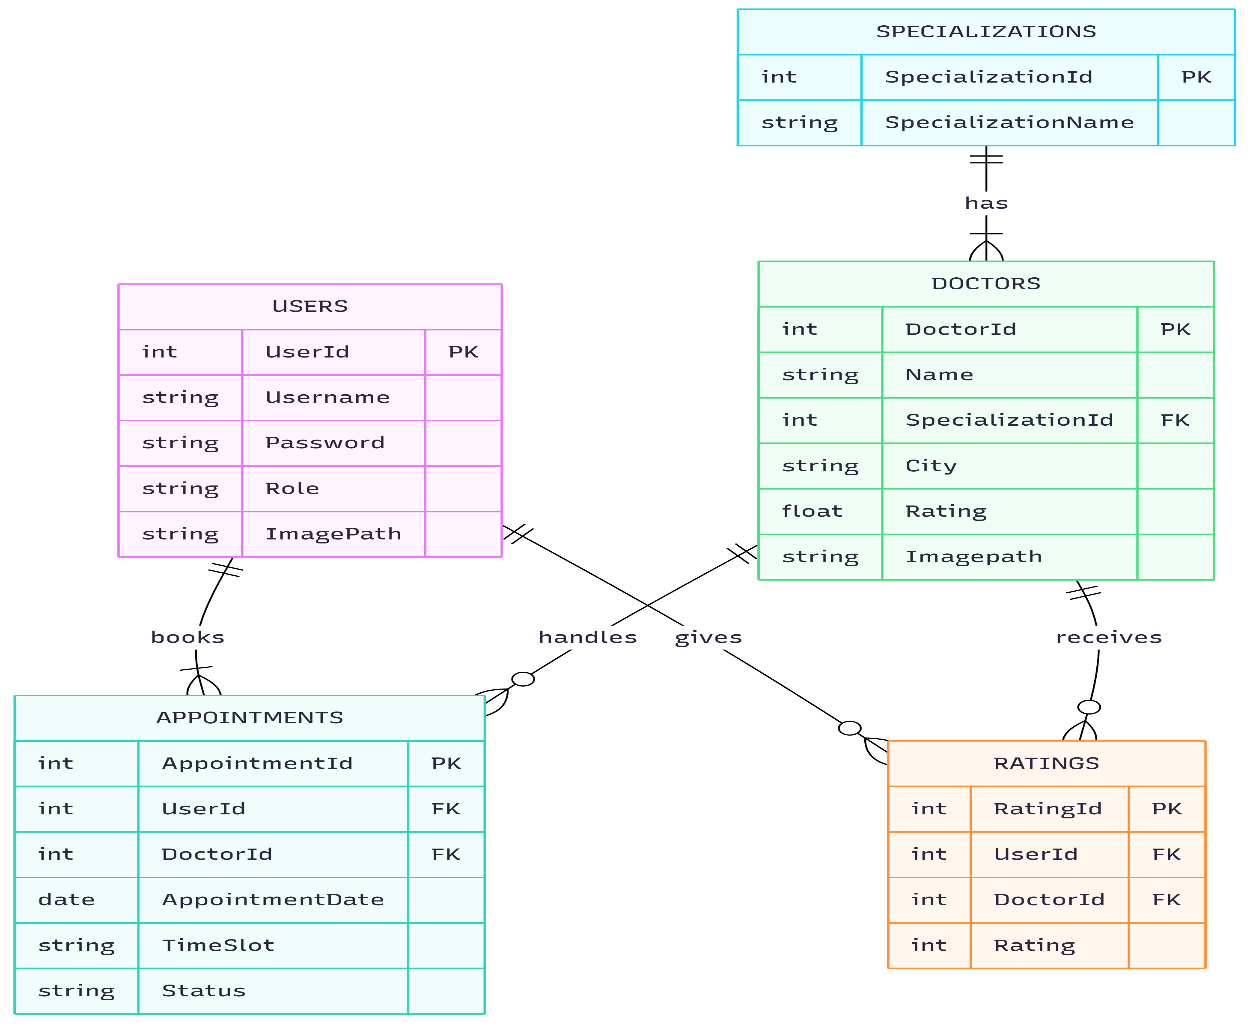 SPECIALIZATIONS
int SpecializationId PK
string SpecializationName
has
DOCTORS
int DoctorId PK
string Name
int SpecializationId FK
string City
float Rating
string Imagepath
USERS
int UserId PK
string Username
string Password
string Role
string ImagePath
books
handles
gives
receives
APPOINTMENTS
int AppointmentId PK
int UserId FK
int DoctorId FK
date AppointmentDate
string TimeSlot
string Status
RATINGS
int RatingId PK
int UserId FK
int DoctorId FK
int Rating